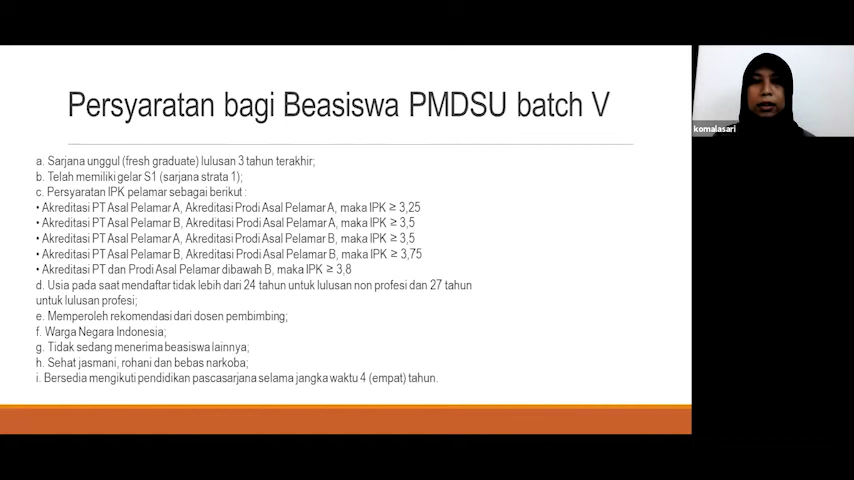 Persyaratan bagi Beasiswa PMDSU batch V
komalasari
a. Sarjana unggul (fresh graduate) lulusan 3 tahun terakhir;
b. Telah memiliki gelar S1 (sarjana strata 1);
c. Persyaratan IPK pelamar sebagai berikut :
• Akreditasi PT Asal Pelamar A, Akreditasi Prodi Asal Pelamar A, maka IPK ≥ 3,25
• Akreditasi PT Asal Pelamar B, Akreditasi Prodi Asal Pelamar A, maka IPK ≥ 3,5
• Akreditasi PT Asal Pelamar A, Akreditasi Prodi Asal Pelamar B, maka IPK ≥ 3,5
• Akreditasi PT Asal Pelamar B, Akreditasi Prodi Asal Pelamar B, maka IPK ≥ 3,75
• Akreditasi PT dan Prodi Asal Pelamar dibawah B, maka IPK ≥ 3,8
d. Usia pada saat mendaftar tidak lebih dari 24 tahun untuk lulusan non profesi dan 27 tahun
untuk lulusan profesi;
e. Memperoleh rekomendasi dari dosen pembimbing;
f. Warga Negara Indonesia;
g. Tidak sedang menerima beasiswa lainnya;
h. Sehat jasmani, rohani dan bebas narkoba;
i. Bersedia mengikuti pendidikan pascasarjana selama jangka waktu 4 (empat) tahun.